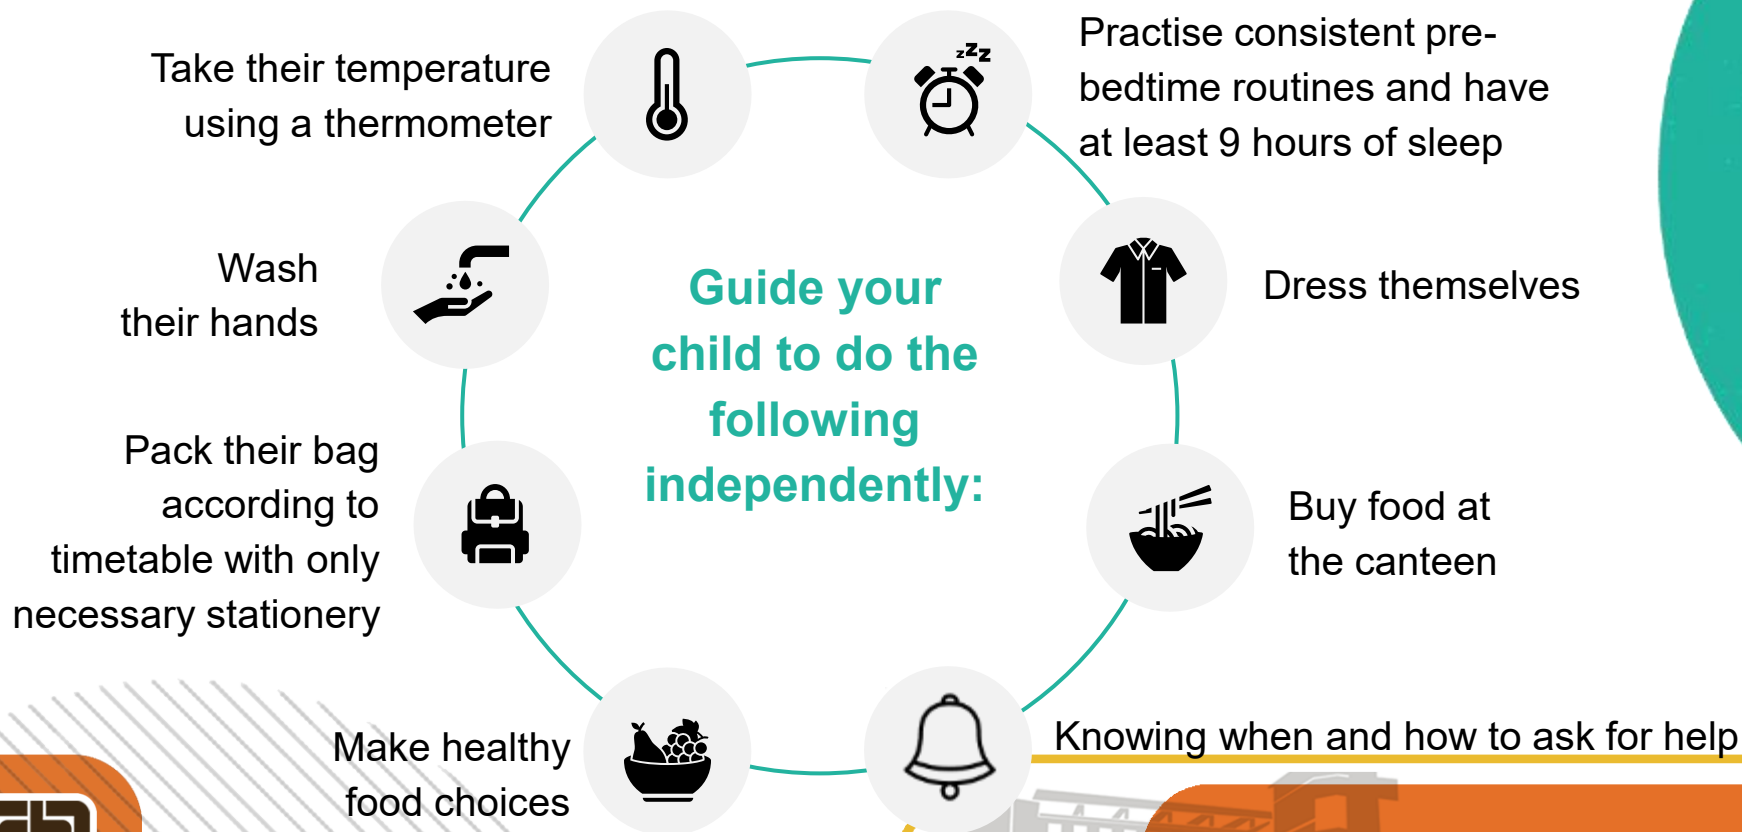 Guide your
child to do the
following
independently:
Practise consistent pre-
bedtime routines and have
at least 9 hours of sleep
Dress themselves
Buy food at
the canteen
Knowing when and how to ask for help
Make healthy
food choices
Pack their bag
according to
timetable with only
necessary stationery
Wash
their hands
Take their temperature
using a thermometer
zzz